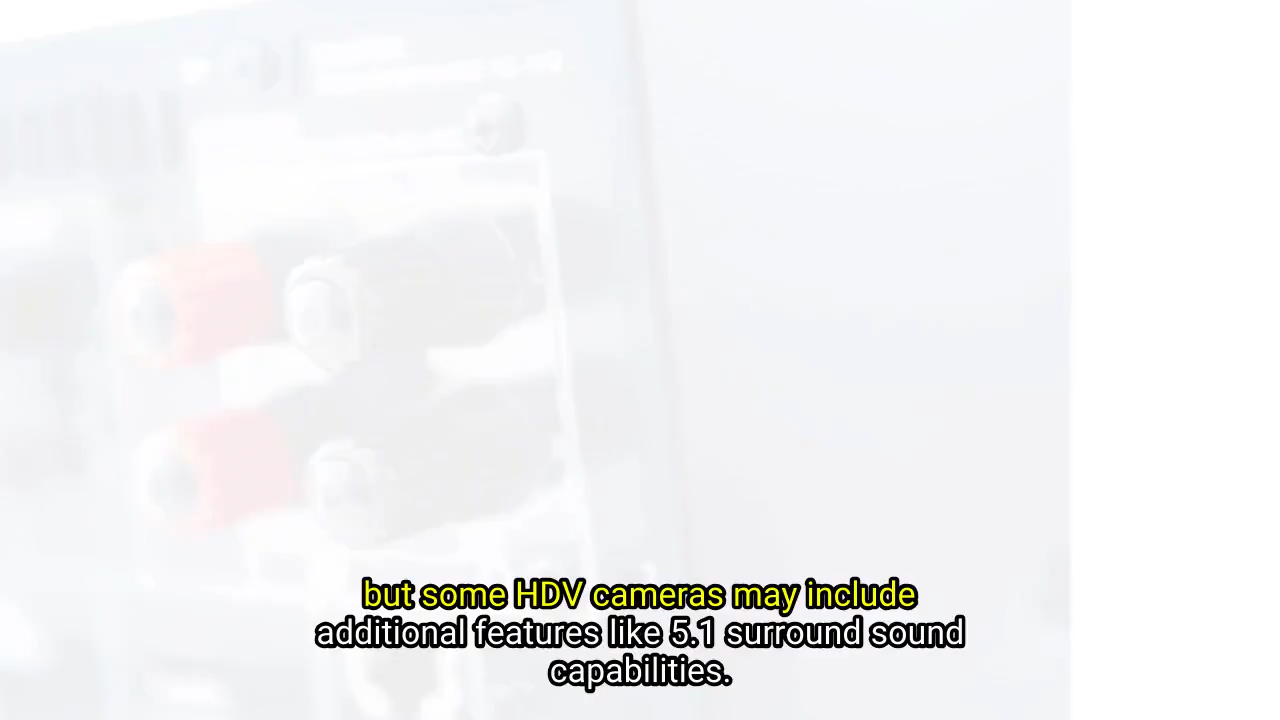 but some HDV cameras may include
additional features like 5.1 surround sound
capabilities.